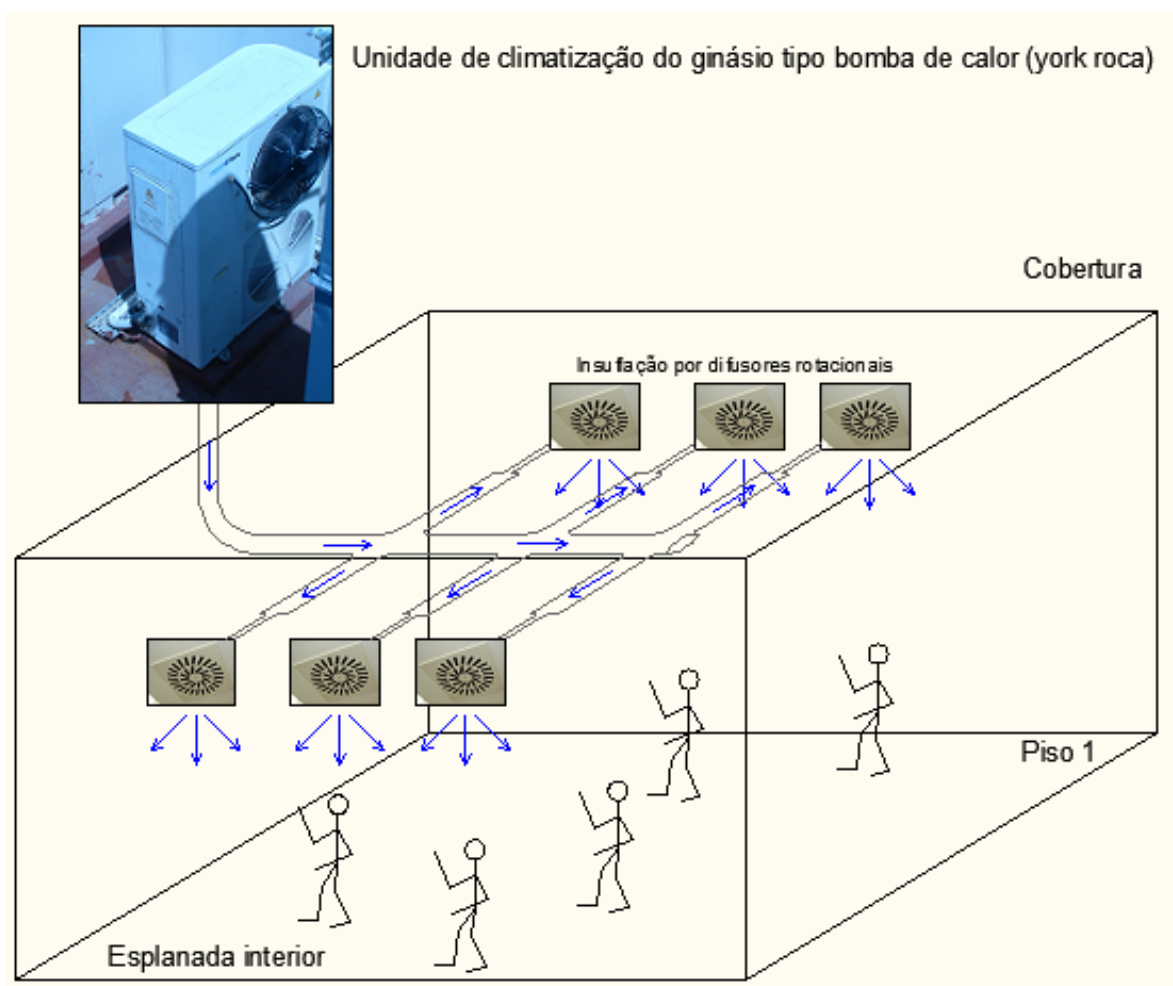 Unidade de climatização do ginásio tipo bomba de calor (york roca)
Cobertura
Insuflação por difusores rotacionais
Piso 1
Esplanada interior